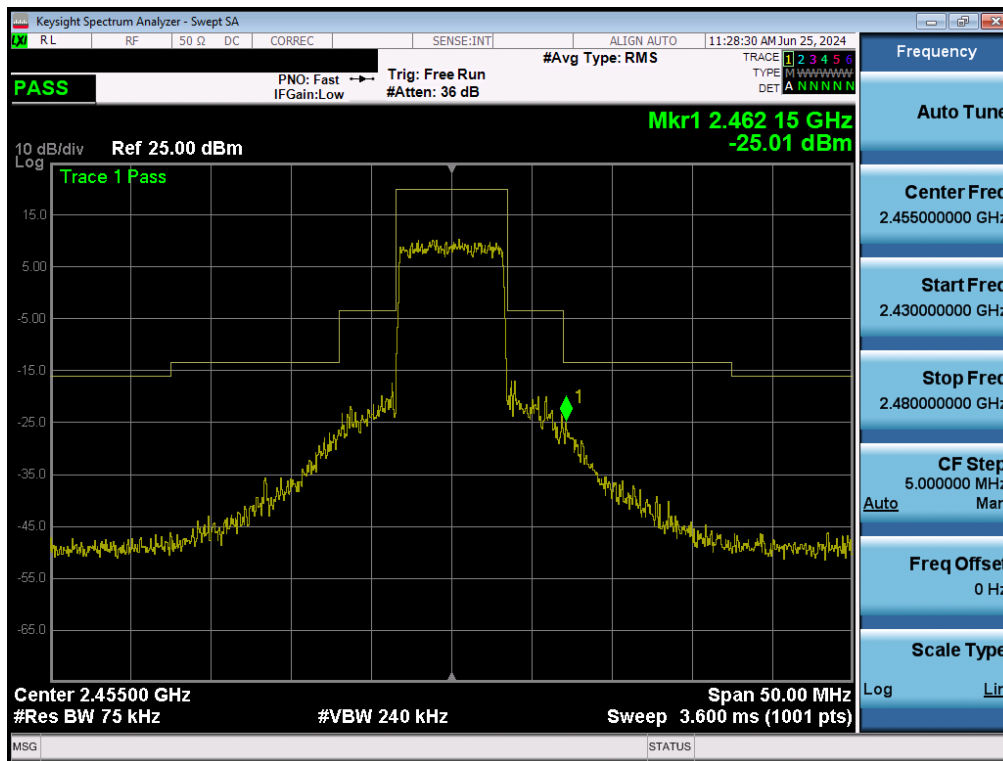 Keysight Spectrum Analyzer - Swept SA
LXI RL RF 50 Ω DC CORREC SENSE:INT ALIGN AUTO 11:28:30 AM Jun 25, 2024
#Avg Type: RMS TRACE 1 2 3 4 5 6
PNO: Fast Trig: Free Run TYPE M WWWWW
PASS IFGain:Low #Atten: 36 dB DET A N N N N N
Mkr1 2.462 15 GHz
-25.01 dBm
10 dB/div Ref 25.00 dBm
Log
Trace 1 Pass
15.0
5.00
-5.00
-15.0
-25.0
-35.0
-45.0
-55.0
-65.0
1
Center 2.45500 GHz Span 50.00 MHz
#Res BW 75 kHz #VBW 240 kHz Sweep 3.600 ms (1001 pts)
MSG STATUS
Frequency
Auto Tune
Center Freq
2.455000000 GHz
Start Freq
2.430000000 GHz
Stop Freq
2.480000000 GHz
CF Step
5.000000 MHz
Auto Man
Freq Offset
0 Hz
Scale Type
Log Lin